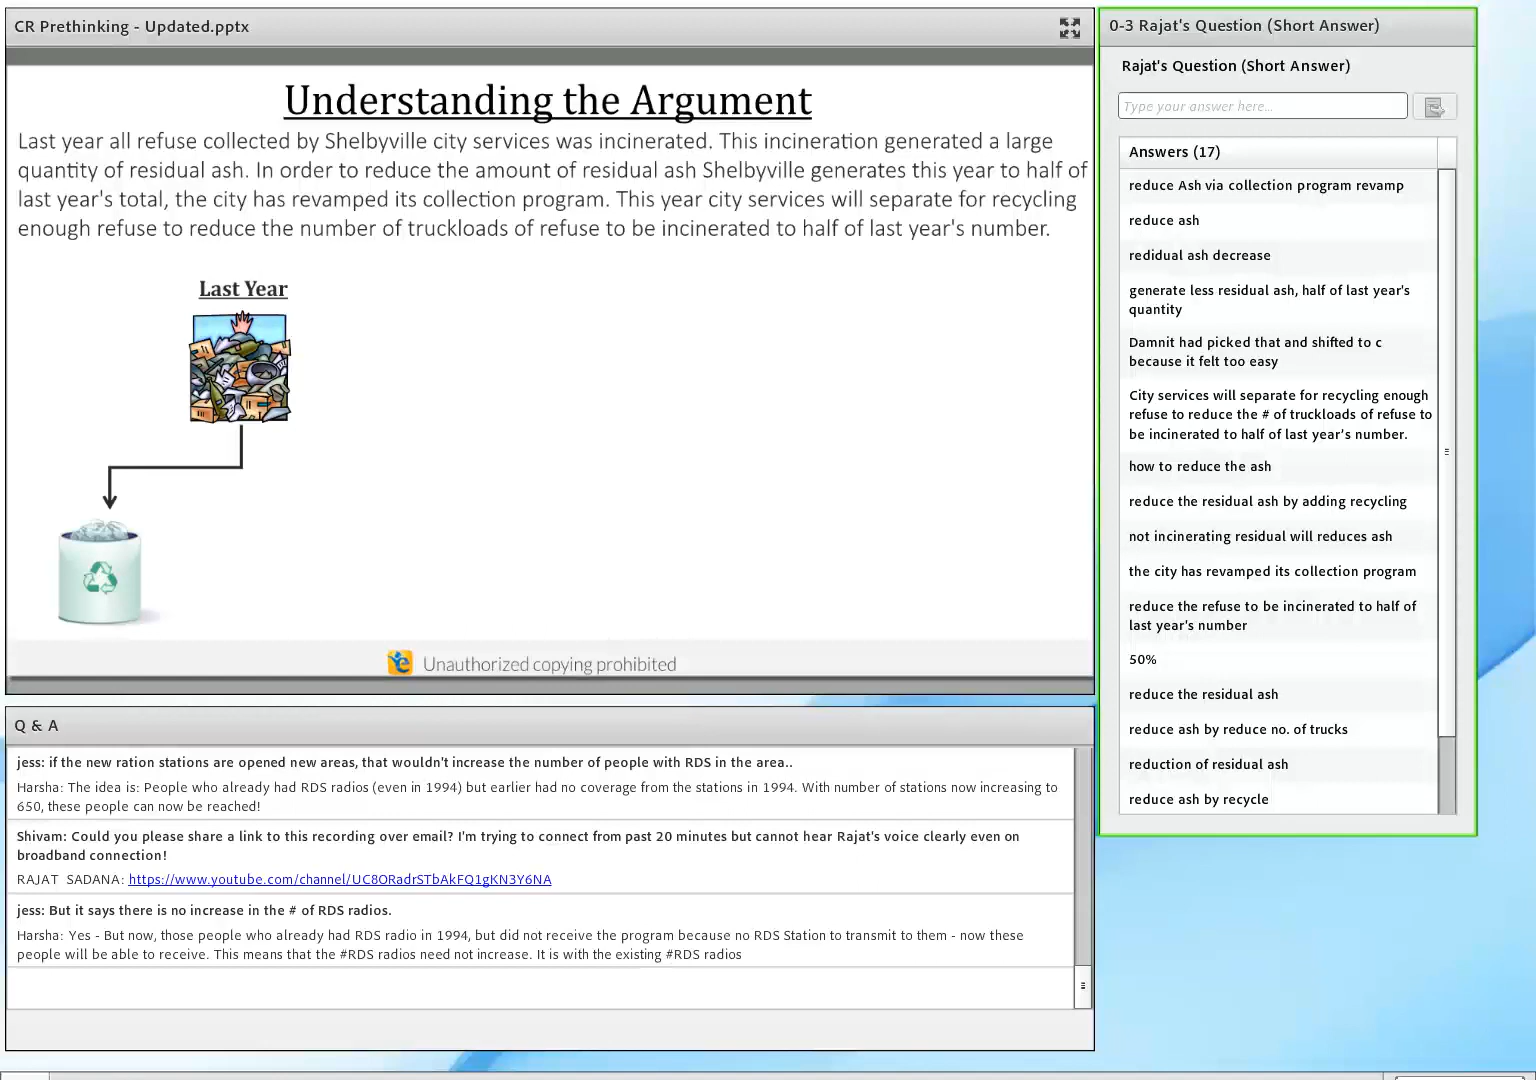 CR Prethinking - Updated.pptx
Understanding the Argument
Last year all refuse collected by Shelbyville city services was incinerated. This incineration generated a large
quantity of residual ash. In order to reduce the amount of residual ash Shelbyville generates this year to half of
last year's total, the city has revamped its collection program. This year city services will separate for recycling
enough refuse to reduce the number of truckloads of refuse to be incinerated to half of last year's number.
Last Year
Unauthorized copying prohibited
Q & A
jess: if the new ration stations are opened new areas, that wouldn't increase the number of people with RDS in the area..
Harsha: The idea is: People who already had RDS radios (even in 1994) but earlier had no coverage from the stations in 1994. With number of stations now increasing to
650, these people can now be reached!
Shivam: Could you please share a link to this recording over email? I'm trying to connect from past 20 minutes but cannot hear Rajat's voice clearly even on
broadband connection!
RAJAT SADANA: https://www.youtube.com/channel/UC8ORadrSTbAkFQ1gKN3Y6NA
jess: But it says there is no increase in the # of RDS radios.
Harsha: Yes - But now, those people who already had RDS radio in 1994, but did not receive the program because no RDS Station to transmit to them - now these
people will be able to receive. This means that the #RDS radios need not increase. It is with the existing #RDS radios
0-3 Rajat's Question (Short Answer)
Rajat's Question (Short Answer)
Type your answer here...
Answers (17)
reduce Ash via collection program revamp
reduce ash
redidual ash decrease
generate less residual ash, half of last year's
quantity
Damnit had picked that and shifted to c
because it felt too easy
City services will separate for recycling enough
refuse to reduce the # of truckloads of refuse to
be incinerated to half of last year's number.
how to reduce the ash
reduce the residual ash by adding recycling
not incinerating residual will reduces ash
the city has revamped its collection program
reduce the refuse to be incinerated to half of
last year's number
50%
reduce the residual ash
reduce ash by reduce no. of trucks
reduction of residual ash
reduce ash by recycle